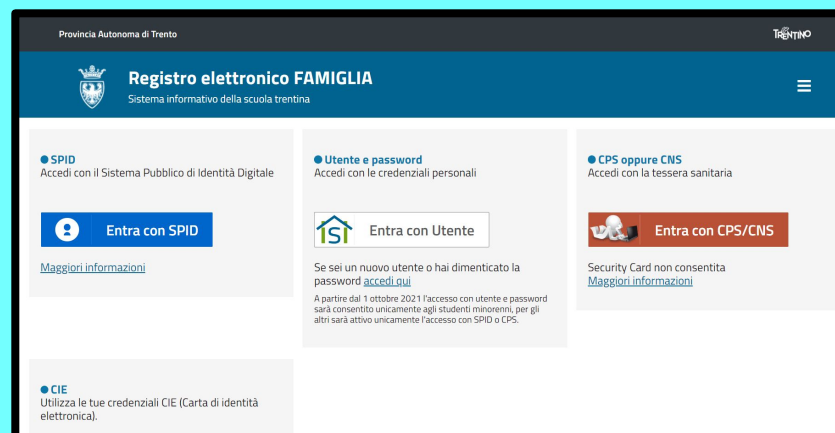 Provincia Autonoma di Trento
TRENTINO
Registro elettronico FAMIGLIA
Sistema informativo della scuola trentina
SPID
Accedi con il Sistema Pubblico di Identità Digitale
Entra con SPID
Maggiori informazioni
Utente e password
Accedi con le credenziali personali
isi
Entra con Utente
Se sei un nuovo utente o hai dimenticato la
password accedi qui
A partire dal 1 ottobre 2021 l'accesso con utente e password
sarà consentito unicamente agli studenti minorenni, per gli
altri sarà attivo unicamente l'accesso con SPID o CPS.
CPS oppure CNS
Accedi con la tessera sanitaria
Entra con CPS/CNS
Security Card non consentita
Maggiori informazioni
CIE
Utilizza le tue credenziali CIE (Carta di identità
elettronica).